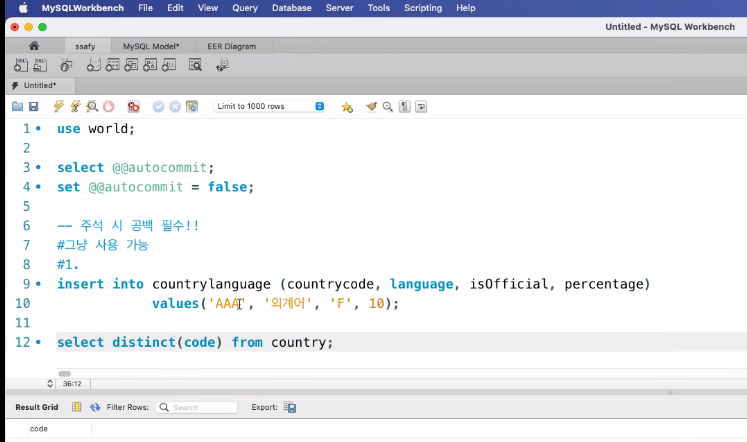 MySQLWorkbench File Edit View Query Database Server Tools Scripting Help
Untitled - MySQL Workbench
ssafy MySQL Model* EER Diagram
Untitled*
Limit to 1000 rows
1 use world;
2
3 select @@autocommit;
4 set @@autocommit = false;
5
6 -- 주석 시 공백 필수!!
7 #그냥 사용 가능
8 #1.
9 insert into countrylanguage (countrycode, language, isOfficial, percentage)
10 values('AAA', '외계어', 'F', 10);
11
12 select distinct(code) from country;
36:12
Result Grid Filter Rows: Search Export:
code